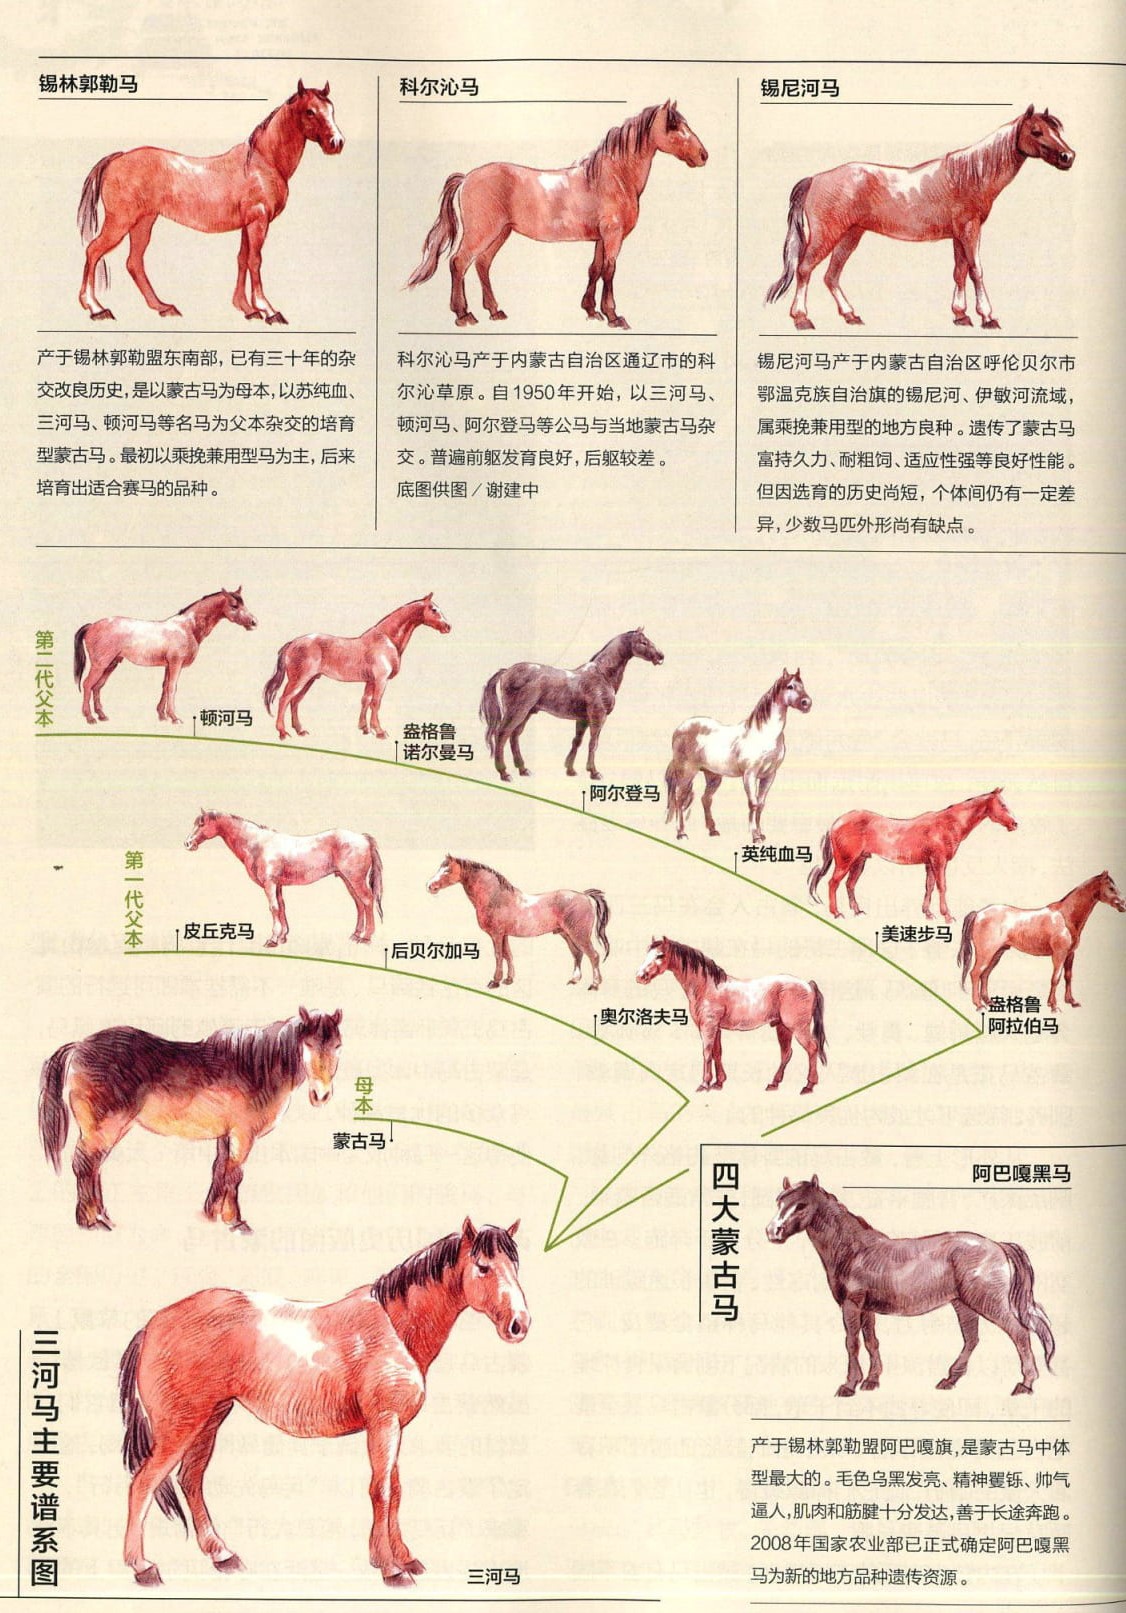 锡林郭勒马
产于锡林郭勒盟东南部，已有三十年的杂
交改良历史，是以蒙古马为母本，以苏纯血、
三河马、顿河马等名马为父本杂交的培育
型蒙古马。最初以乘挽兼用型马为主，后来
培育出适合赛马的品种。
科尔沁马
科尔沁马产于内蒙古自治区通辽市的科
尔沁草原。自1950年开始，以三河马、
顿河马、阿尔登马等公马与当地蒙古马杂
交。普遍前躯发育良好，后躯较差。
底图供图／谢建中
锡尼河马
锡尼河马产于内蒙古自治区呼伦贝尔市
鄂温克族自治旗的锡尼河、伊敏河流域，
属乘挽兼用型的地方良种。遗传了蒙古马
富持久力、耐粗饲、适应性强等良好性能。
但因选育的历史尚短，个体间仍有一定差
异，少数马匹外形尚有缺点。
第二代父本
顿河马
盎格鲁
诺尔曼马
阿尔登马
英纯血马
美速步马
盎格鲁
阿拉伯马
第一代父本
皮丘克马
后贝尔加马
奥尔洛夫马
母本
蒙古马
三河马主要谱系图
三河马
四大蒙古马
阿巴嘎黑马
产于锡林郭勒盟阿巴嘎旗，是蒙古马中体
型最大的。毛色乌黑发亮、精神矍铄、帅气
逼人，肌肉和筋腱十分发达，善于长途奔跑。
2008年国家农业部已正式确定阿巴嘎黑
马为新的地方品种遗传资源。